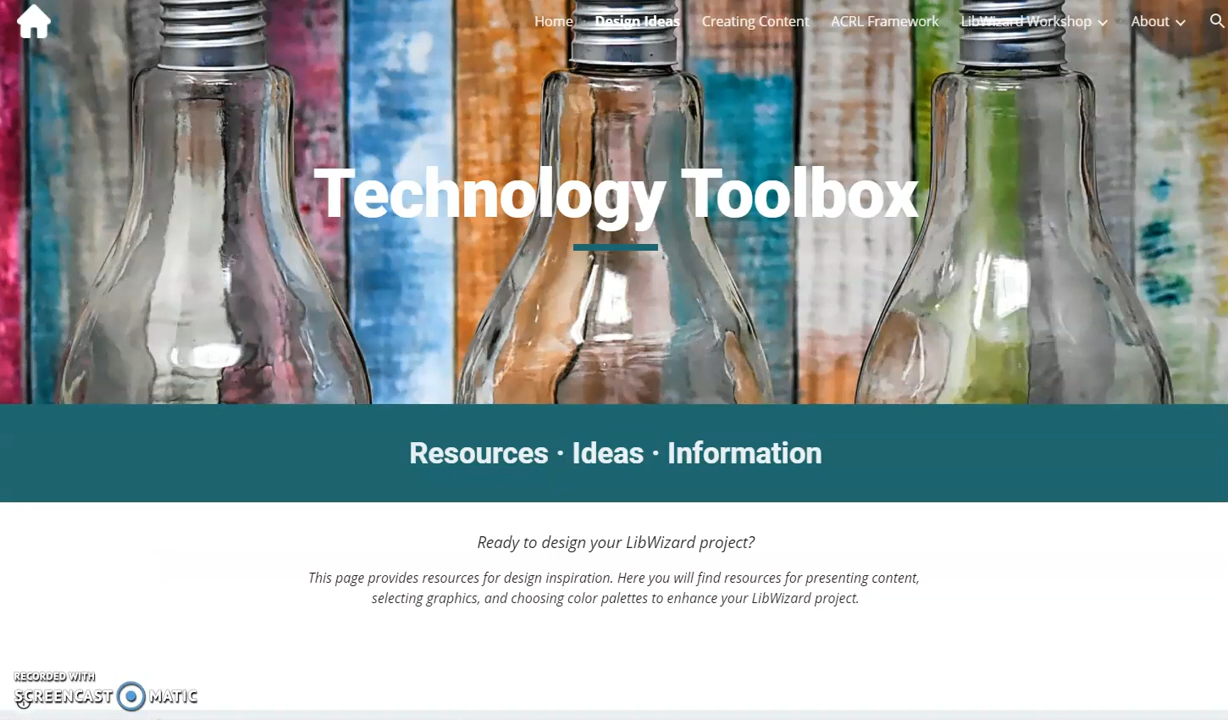 Home Design Ideas Creating Content ACRL Framework LibWizard Workshop About
Technology Toolbox
Resources · Ideas · Information
Ready to design your LibWizard project?
This page provides resources for design inspiration. Here you will find resources for presenting content,
selecting graphics, and choosing color palettes to enhance your LibWizard project.
RECORDED WITH
SCREENCAST MATIC